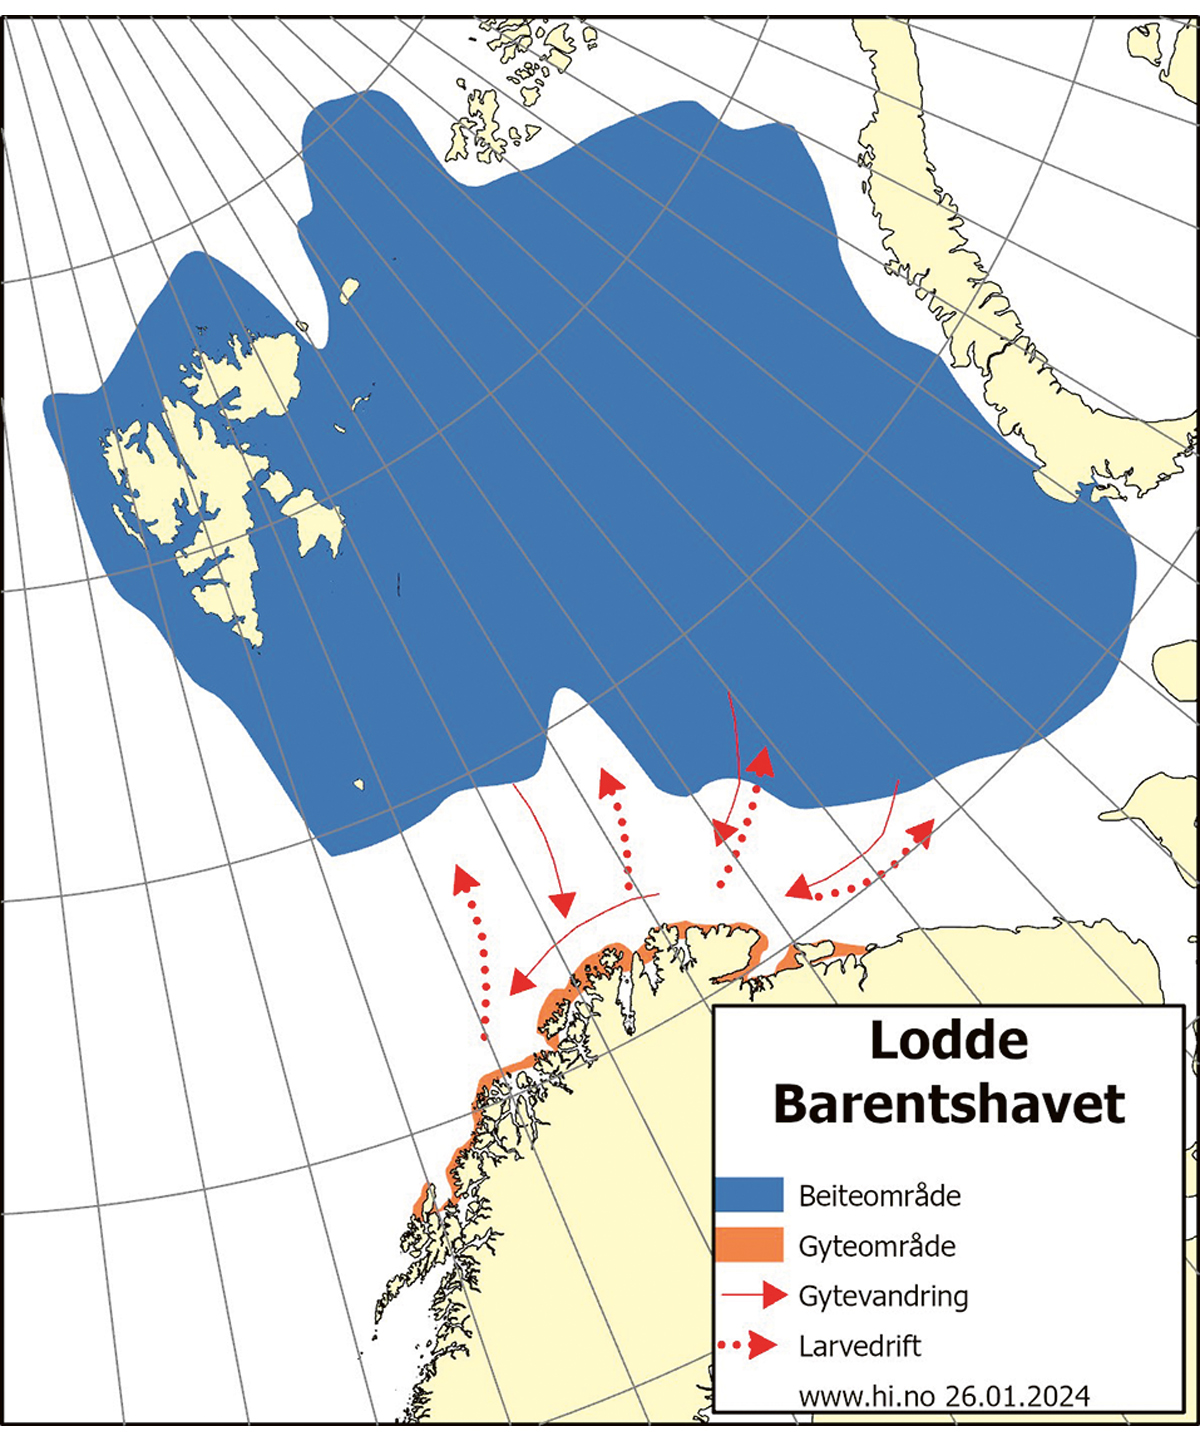 Lodde
Barentshavet
Beiteområde
Gyteområde
Gytevandring
Larvedrift
www.hi.no 26.01.2024